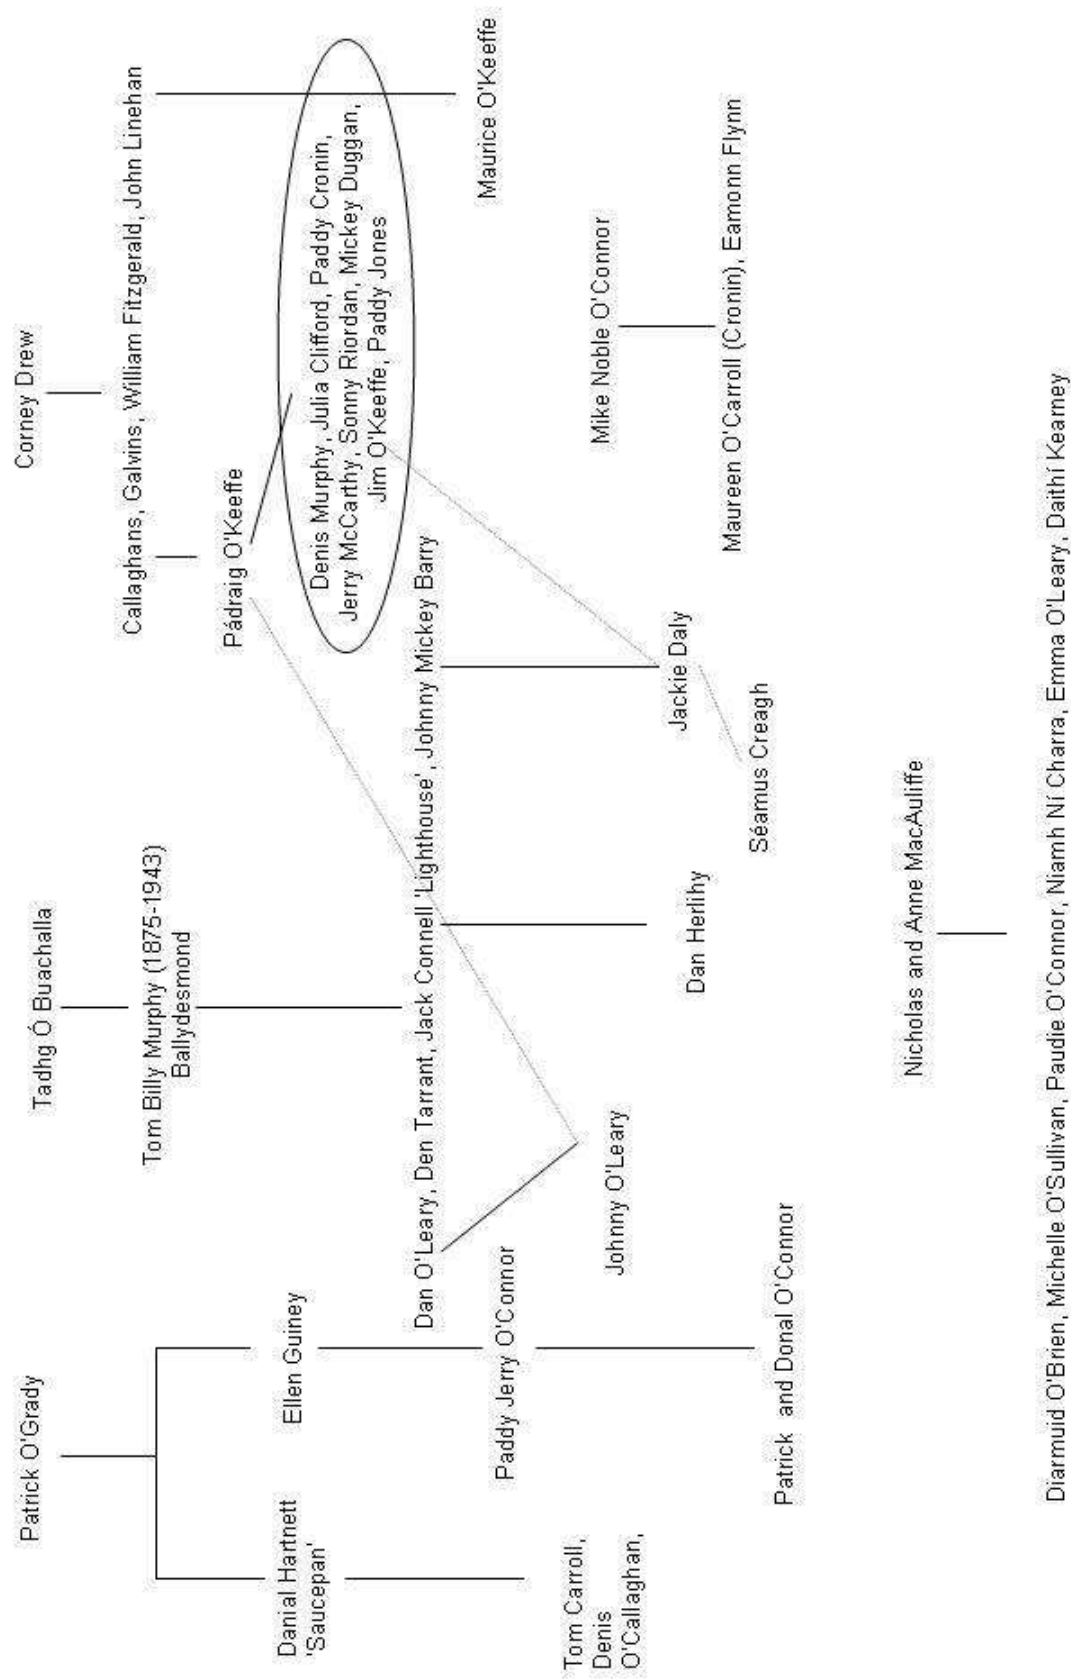 Patrick O'Grady
Tadhg Ó Buachalla
Corney Drew
Tom Billy Murphy (1875-1943)
Ballydesmond
Callaghans, Galvins, William Fitzgerald, John Linehan
Pádraig O'Keeffe
Danial Hartnett
'Saucepan'
Ellen Guiney
Denis Murphy, Julia Clifford, Paddy Cronin,
Jerry McCarthy, Sonny Riordan, Mickey Duggan,
Jim O'Keeffe, Paddy Jones
Dan O'Leary, Den Tarrant, Jack Connell 'Lighthouse', Johnny Mickey Barry
Maurice O'Keeffe
Paddy Jerry O'Connor
Tom Carroll,
Denis
O'Callaghan,
Johnny O'Leary
Mike Noble O'Connor
Dan Herlihy
Jackie Daly
Maureen O'Carroll (Cronin), Eamonn Flynn
Séamus Creagh
Patrick and Donal O'Connor
Nicholas and Anne MacAuliffe
Diarmuid O'Brien, Michelle O'Sullivan, Paudie O'Connor, Niamh Ní Charra, Emma O'Leary, Daithí Kearney